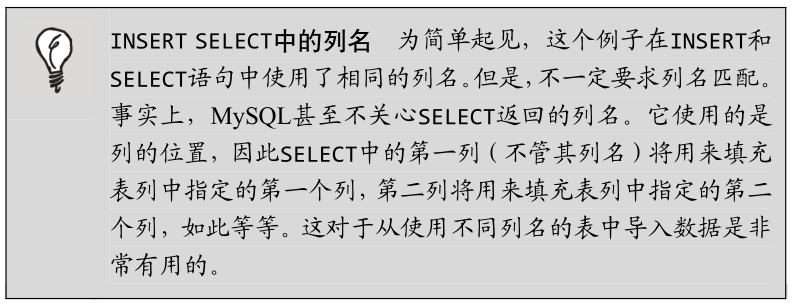 INSERT SELECT中的列名　为简单起见，这个例子在INSERT和
SELECT语句中使用了相同的列名。但是，不一定要求列名匹配。
事实上，MySQL甚至不关心SELECT返回的列名。它使用的是
列的位置，因此SELECT中的第一列（不管其列名）将用来填充
表列中指定的第一个列，第二列将用来填充表列中指定的第二
个列，如此等等。这对于从使用不同列名的表中导入数据是非
常有用的。